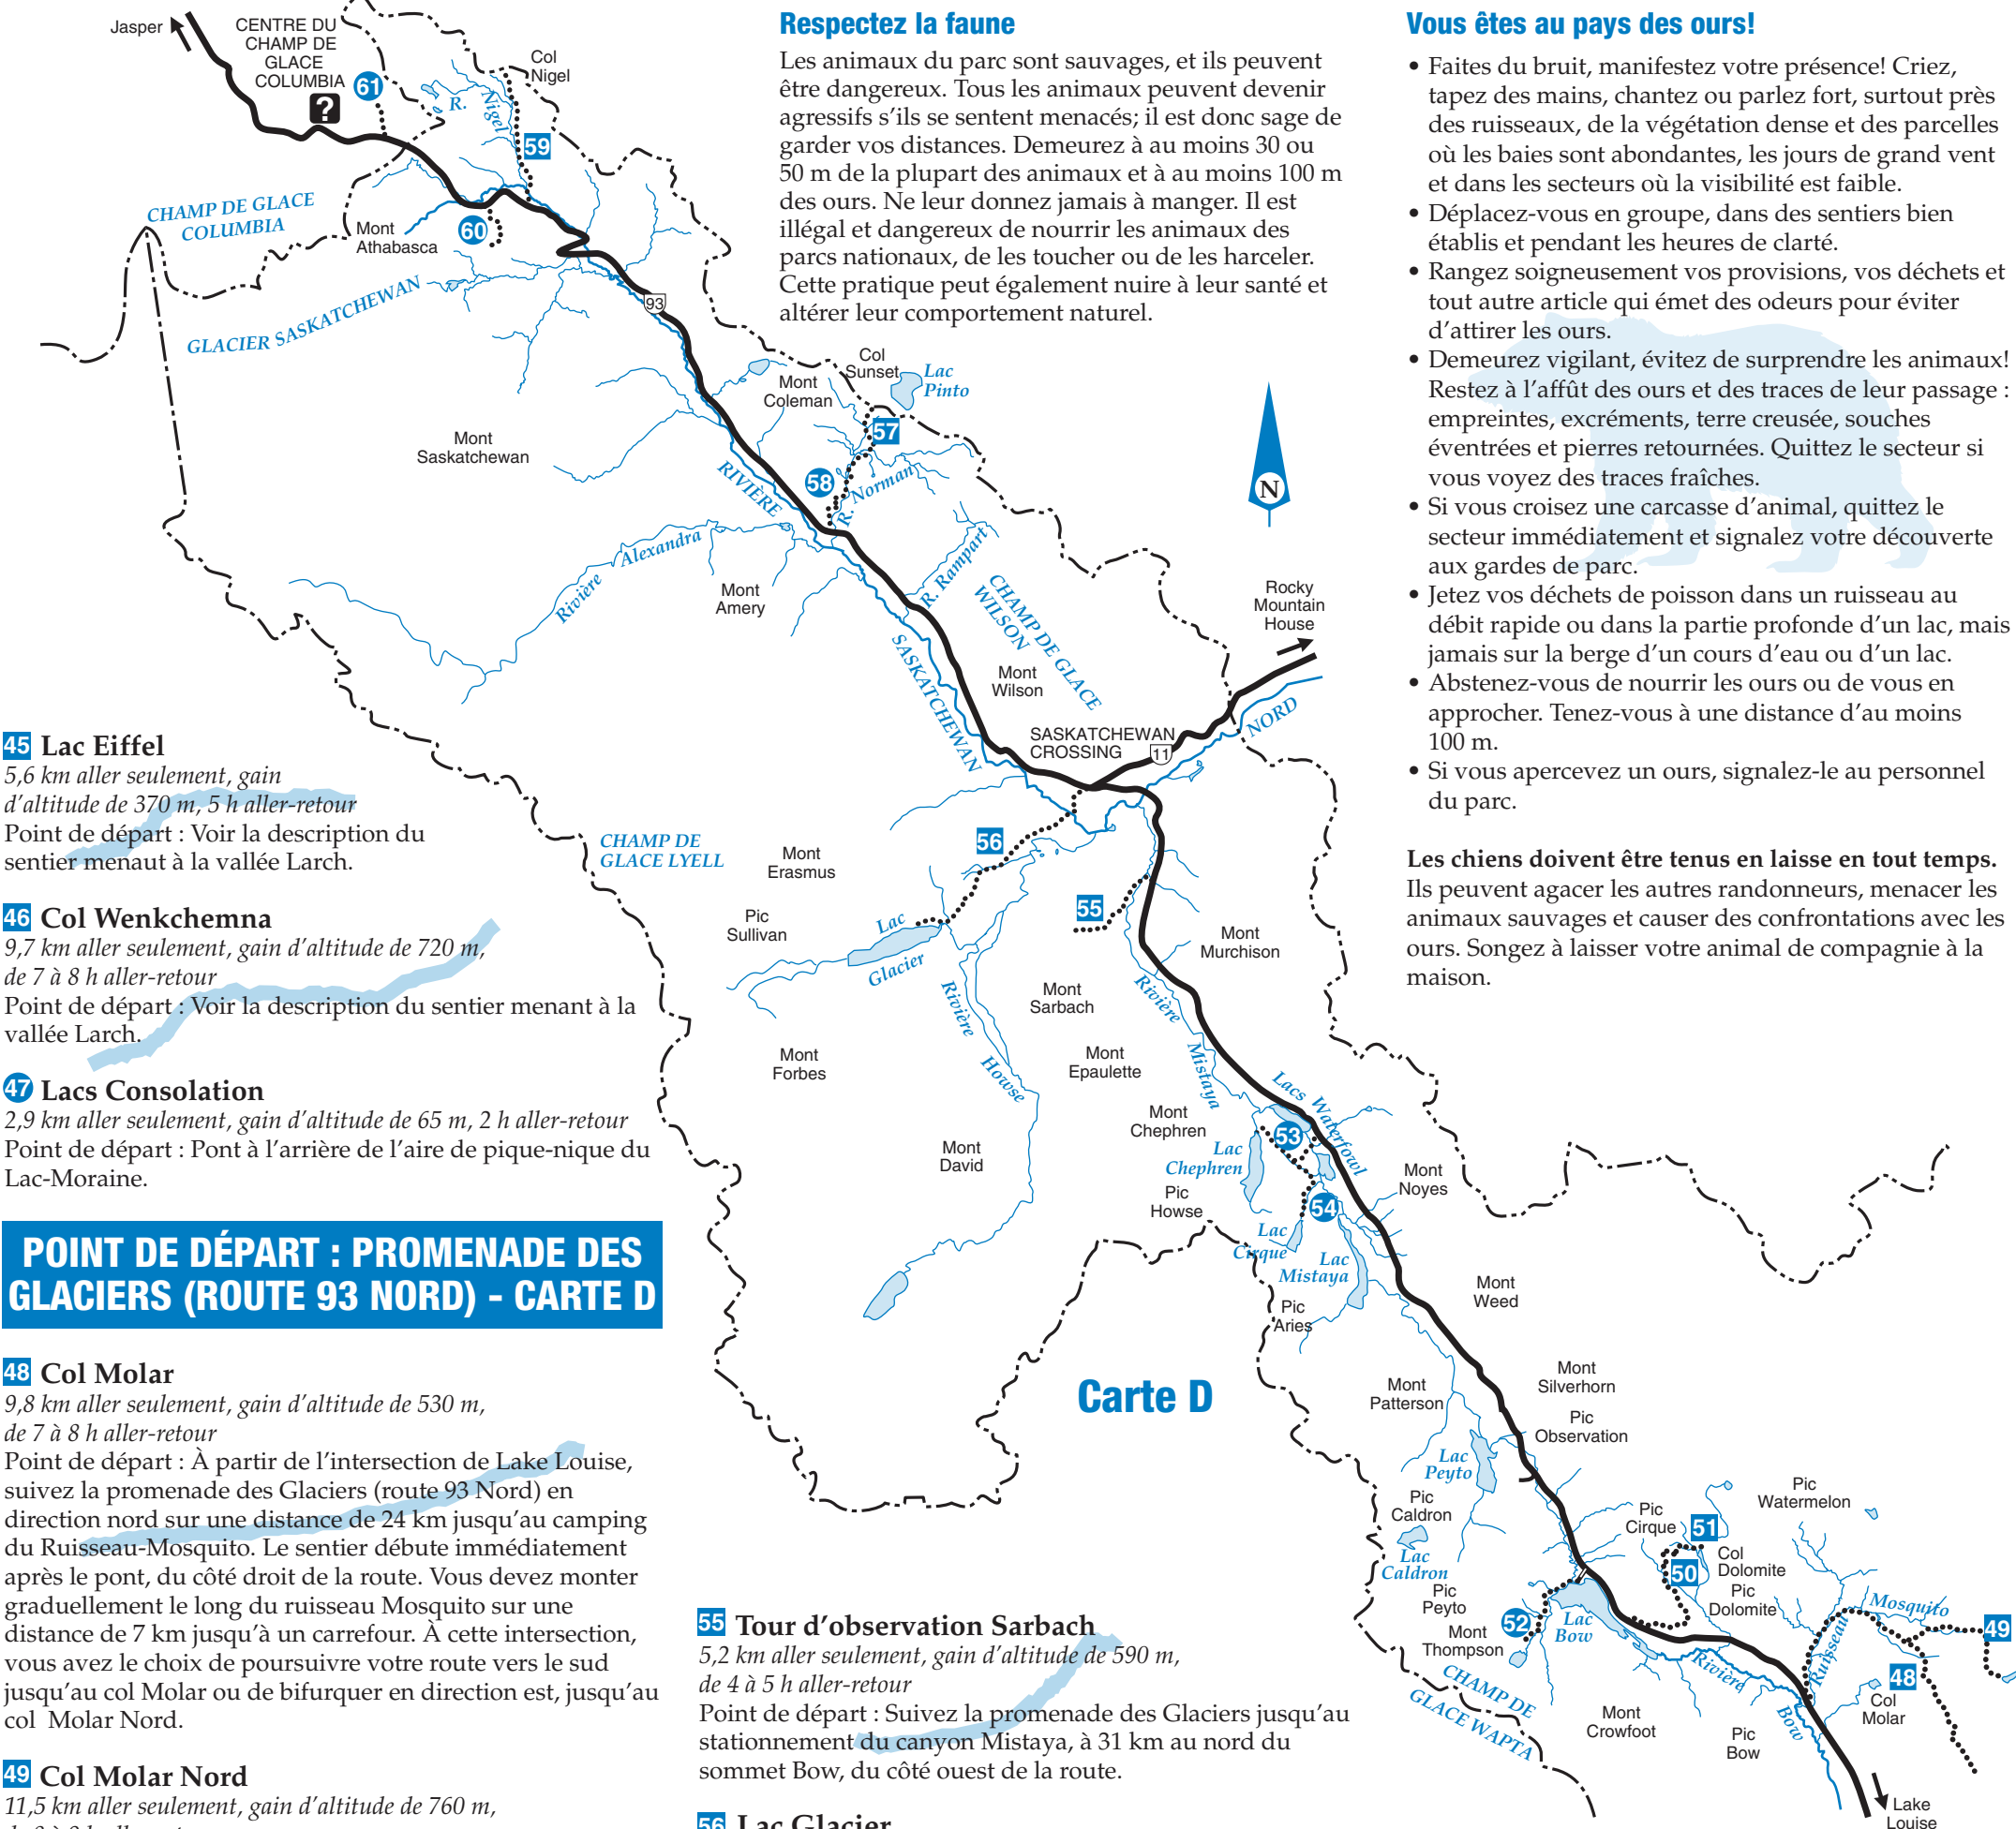 Jasper
CENTRE DU
CHAMP DE
GLACE
COLUMBIA
?
61
Col
Nigel
R. Nigel
59
CHAMP DE GLACE
COLUMBIA
Mont
Athabasca
60
GLACIER SASKATCHEWAN
93
Mont
Saskatchewan
Mont
Coleman
Col
Sunset
Lac
Pinto
57
58
R. Norman
RIVIÈRE
Rivière Alexandra
Mont
Amery
R. Rampart
CHAMP DE GLACE
WILSON
Mont
Wilson
SASKATCHEWAN
N
Rocky
Mountain
House
SASKATCHEWAN
CROSSING
11
NORD
CHAMP DE
GLACE LYELL
Mont
Erasmus
56
Pic
Sullivan
Lac
Glacier
55
Mont
Murchison
Mont
Sarbach
Rivière
Mistaya
Rivière
Howse
Mont
Forbes
Mont
Epaulette
Mont
David
Mont
Chephren
Lacs Waterfowl
53
Lac
Chephren
Pic
Howse
54
Mont
Noyes
Lac
Cirque
Lac
Mistaya
Pic
Aries
Mont
Weed
Carte D
Mont
Patterson
Mont
Silverhorn
Pic
Observation
Lac
Peyto
Pic
Caldron
Lac
Caldron
Pic
Peyto
Mont
Thompson
52
Lac
Bow
Pic
Cirque
51
Col
Dolomite
50
Pic
Dolomite
Pic
Watermelon
Ruisseau
Mosquito
49
48
Col
Molar
CHAMP DE
GLACE WAPTA
Mont
Crowfoot
Rivière
Bow
Pic
Bow
Lake
Louise
Respectez la faune
Les animaux du parc sont sauvages, et ils peuvent
être dangereux. Tous les animaux peuvent devenir
agressifs s'ils se sentent menacés; il est donc sage de
garder vos distances. Demeurez à au moins 30 ou
50 m de la plupart des animaux et à au moins 100 m
des ours. Ne leur donnez jamais à manger. Il est
illégal et dangereux de nourrir les animaux des
parcs nationaux, de les toucher ou de les harceler.
Cette pratique peut également nuire à leur santé et
altérer leur comportement naturel.
Vous êtes au pays des ours!
• Faites du bruit, manifestez votre présence! Criez,
tapez des mains, chantez ou parlez fort, surtout près
des ruisseaux, de la végétation dense et des parcelles
où les baies sont abondantes, les jours de grand vent
et dans les secteurs où la visibilité est faible.
• Déplacez-vous en groupe, dans des sentiers bien
établis et pendant les heures de clarté.
• Rangez soigneusement vos provisions, vos déchets et
tout autre article qui émet des odeurs pour éviter
d'attirer les ours.
• Demeurez vigilant, évitez de surprendre les animaux!
Restez à l'affût des ours et des traces de leur passage :
empreintes, excréments, terre creusée, souches
éventrées et pierres retournées. Quittez le secteur si
vous voyez des traces fraîches.
• Si vous croisez une carcasse d'animal, quittez le
secteur immédiatement et signalez votre découverte
aux gardes de parc.
• Jetez vos déchets de poisson dans un ruisseau au
débit rapide ou dans la partie profonde d'un lac, mais
jamais sur la berge d'un cours d'eau ou d'un lac.
• Abstenez-vous de nourrir les ours ou de vous en
approcher. Tenez-vous à une distance d'au moins
100 m.
• Si vous apercevez un ours, signalez-le au personnel
du parc.
Les chiens doivent être tenus en laisse en tout temps.
Ils peuvent agacer les autres randonneurs, menacer les
animaux sauvages et causer des confrontations avec les
ours. Songez à laisser votre animal de compagnie à la
maison.
45 Lac Eiffel
5,6 km aller seulement, gain
d'altitude de 370 m, 5 h aller-retour
Point de départ : Voir la description du
sentier menaut à la vallée Larch.
46 Col Wenkchemna
9,7 km aller seulement, gain d'altitude de 720 m,
de 7 à 8 h aller-retour
Point de départ : Voir la description du sentier menant à la
vallée Larch.
47 Lacs Consolation
2,9 km aller seulement, gain d'altitude de 65 m, 2 h aller-retour
Point de départ : Pont à l'arrière de l'aire de pique-nique du
Lac-Moraine.
POINT DE DÉPART : PROMENADE DES
GLACIERS (ROUTE 93 NORD) - CARTE D
48 Col Molar
9,8 km aller seulement, gain d'altitude de 530 m,
de 7 à 8 h aller-retour
Point de départ : À partir de l'intersection de Lake Louise,
suivez la promenade des Glaciers (route 93 Nord) en
direction nord sur une distance de 24 km jusqu'au camping
du Ruisseau-Mosquito. Le sentier débute immédiatement
après le pont, du côté droit de la route. Vous devez monter
graduellement le long du ruisseau Mosquito sur une
distance de 7 km jusqu'à un carrefour. À cette intersection,
vous avez le choix de poursuivre votre route vers le sud
jusqu'au col Molar ou de bifurquer en direction est, jusqu'au
col Molar Nord.
49 Col Molar Nord
11,5 km aller seulement, gain d'altitude de 760 m,
55 Tour d'observation Sarbach
5,2 km aller seulement, gain d'altitude de 590 m,
de 4 à 5 h aller-retour
Point de départ : Suivez la promenade des Glaciers jusqu'au
stationnement du canyon Mistaya, à 31 km au nord du
sommet Bow, du côté ouest de la route.
56 Lac Glacier